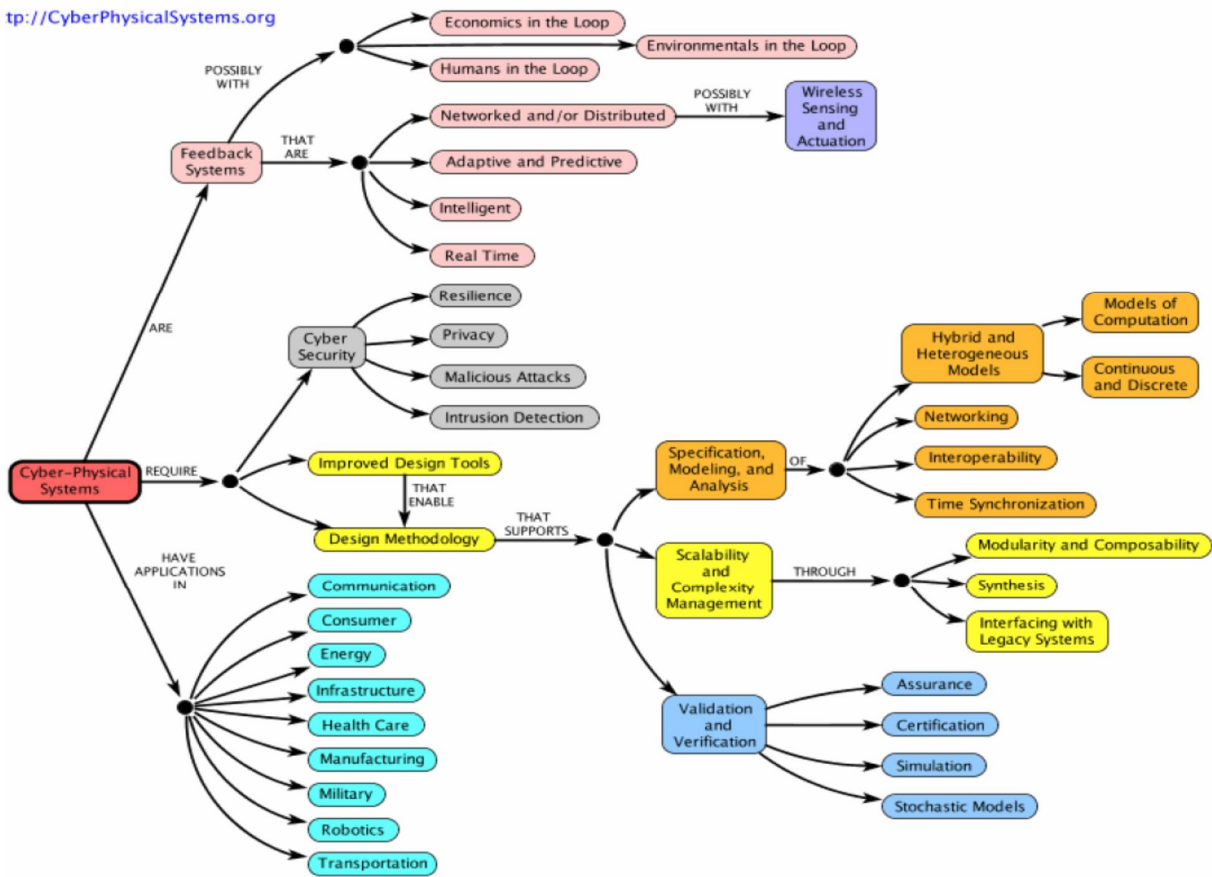 tp://CyberPhysicalSystems.org
Economics in the Loop
Environmentals in the Loop
Humans in the Loop
POSSIBLY
WITH
Networked and/or Distributed
POSSIBLY
WITH
Wireless
Sensing
and
Actuation
Feedback
Systems
THAT
ARE
Adaptive and Predictive
Intelligent
Real Time
ARE
Cyber
Security
Resilience
Privacy
Malicious Attacks
Intrusion Detection
Cyber-Physical
Systems
REQUIRE
Improved Design Tools
THAT
ENABLE
Design Methodology
THAT
SUPPORTS
Specification,
Modeling, and
Analysis
OF
Hybrid and
Heterogeneous
Models
Models of
Computation
Continuous
and Discrete
Networking
Interoperability
Time Synchronization
Scalability
and
Complexity
Management
THROUGH
Modularity and Composability
Synthesis
Interfacing with
Legacy Systems
Validation
and
Verification
Assurance
Certification
Simulation
Stochastic Models
HAVE
APPLICATIONS
IN
Communication
Consumer
Energy
Infrastructure
Health Care
Manufacturing
Military
Robotics
Transportation